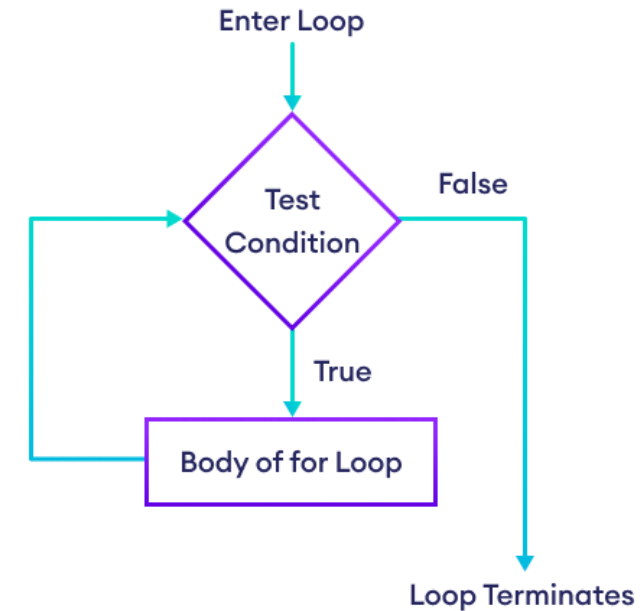 Enter Loop
Test
Condition
False
True
Body of for Loop
Loop Terminates